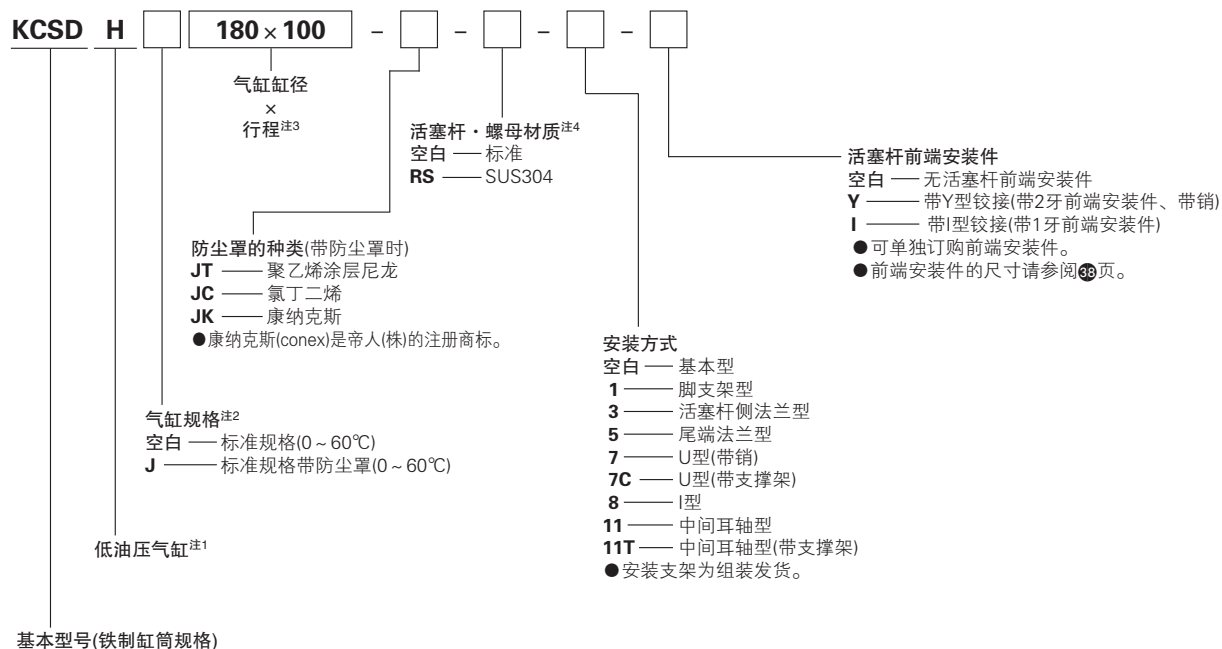 KCSD H 180×100 – – – –
气缸缸径
×
行程注3
活塞杆・螺母材质注4
空白 标准
RS SUS304
活塞杆前端安装件
空白 无活塞杆前端安装件
Y 带Y型铰接(带2牙前端安装件、带销)
I 带I型铰接(带1牙前端安装件)
●可单独订购前端安装件。
●前端安装件的尺寸请参阅38页。
防尘罩的种类(带防尘罩时)
JT 聚乙烯涂层尼龙
JC 氯丁二烯
JK 康纳克斯
●康纳克斯(conex)是帝人(株)的注册商标。
安装方式
空白 基本型
1 脚支架型
3 活塞杆侧法兰型
5 尾端法兰型
7 U型(带销)
7C U型(带支撑架)
8 I型
11 中间耳轴型
11T 中间耳轴型(带支撑架)
●安装支架为组装发货。
气缸规格注2
空白 标准规格(0~60℃)
J 标准规格带防尘罩(0~60℃)
低油压气缸注1
基本型号(铁制缸筒规格)